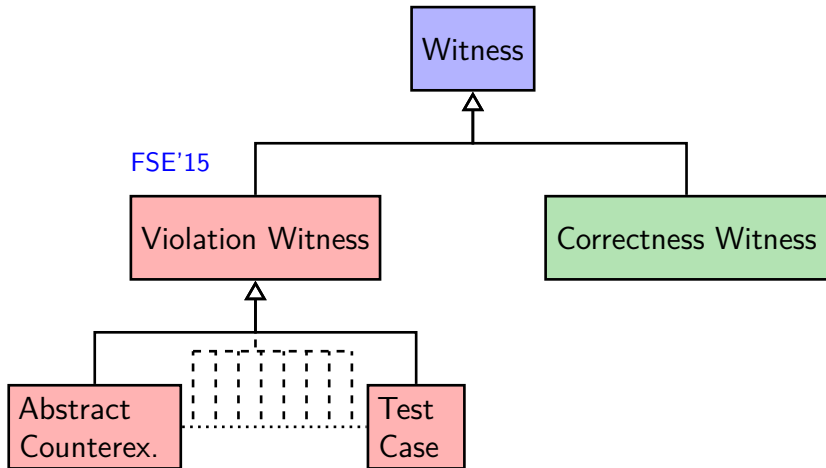 Witness
FSE'15
Violation Witness
Correctness Witness
Abstract
Counterex.
Test
Case